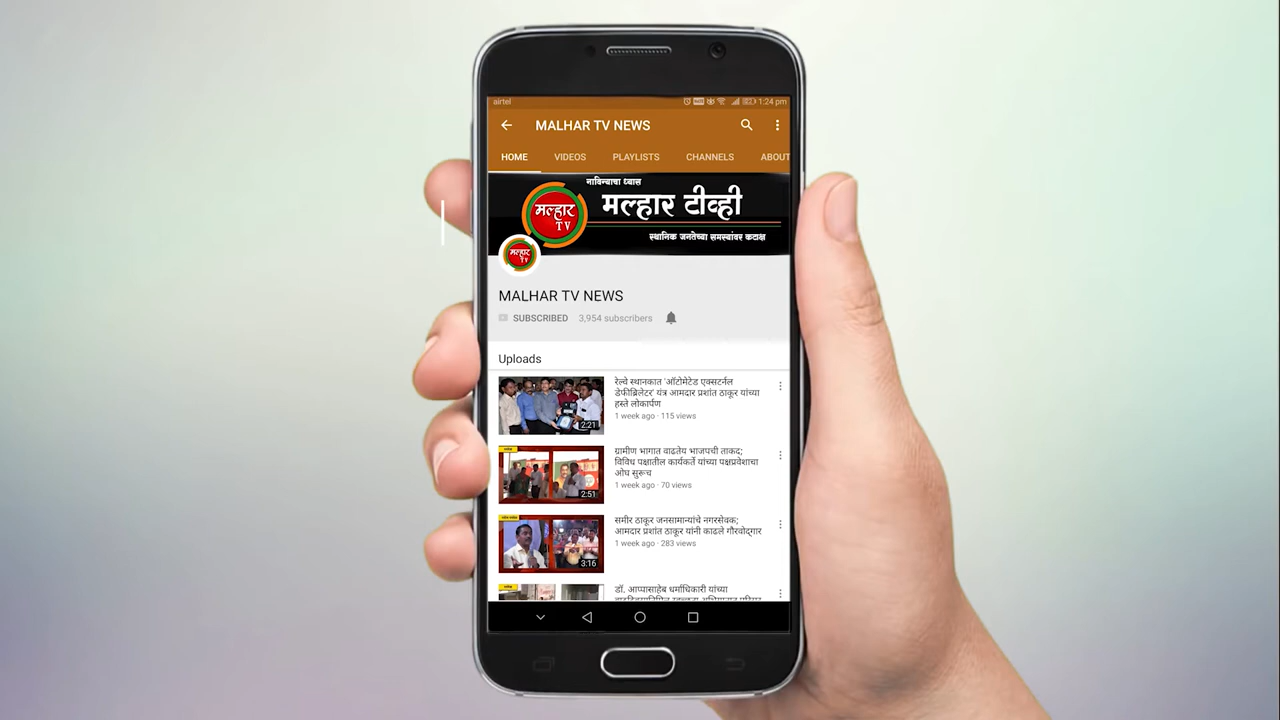 airtel 1:24 pm
MALHAR TV NEWS
HOME VIDEOS PLAYLISTS CHANNELS ABOUT
नाविन्याचा ध्यास
मल्हार टीव्ही
स्थानिक जनतेच्या समस्यांवर कटाक्ष
मल्हार
TV
मल्हार
TV
MALHAR TV NEWS
SUBSCRIBED 3,954 subscribers
Uploads
रेल्वे स्थानकात 'ऑटोमेटेड एक्सटर्नल
डेफीब्रिलेटर' यंत्र आमदार प्रशांत ठाकूर यांच्या
हस्ते लोकार्पण
1 week ago · 115 views
2:21
ग्रामीण भागात वाढतेय भाजपची ताकद;
विविध पक्षातील कार्यकर्ते यांच्या पक्षप्रवेशाचा
ओघ सुरूच
1 week ago · 70 views
2:51
समीर ठाकूर जनसामान्यांचे नगरसेवक;
आमदार प्रशांत ठाकूर यांनी काढले गौरवोद्गार
1 week ago · 283 views
3:16
डॉ. आप्पासाहेब धर्माधिकारी यांच्या